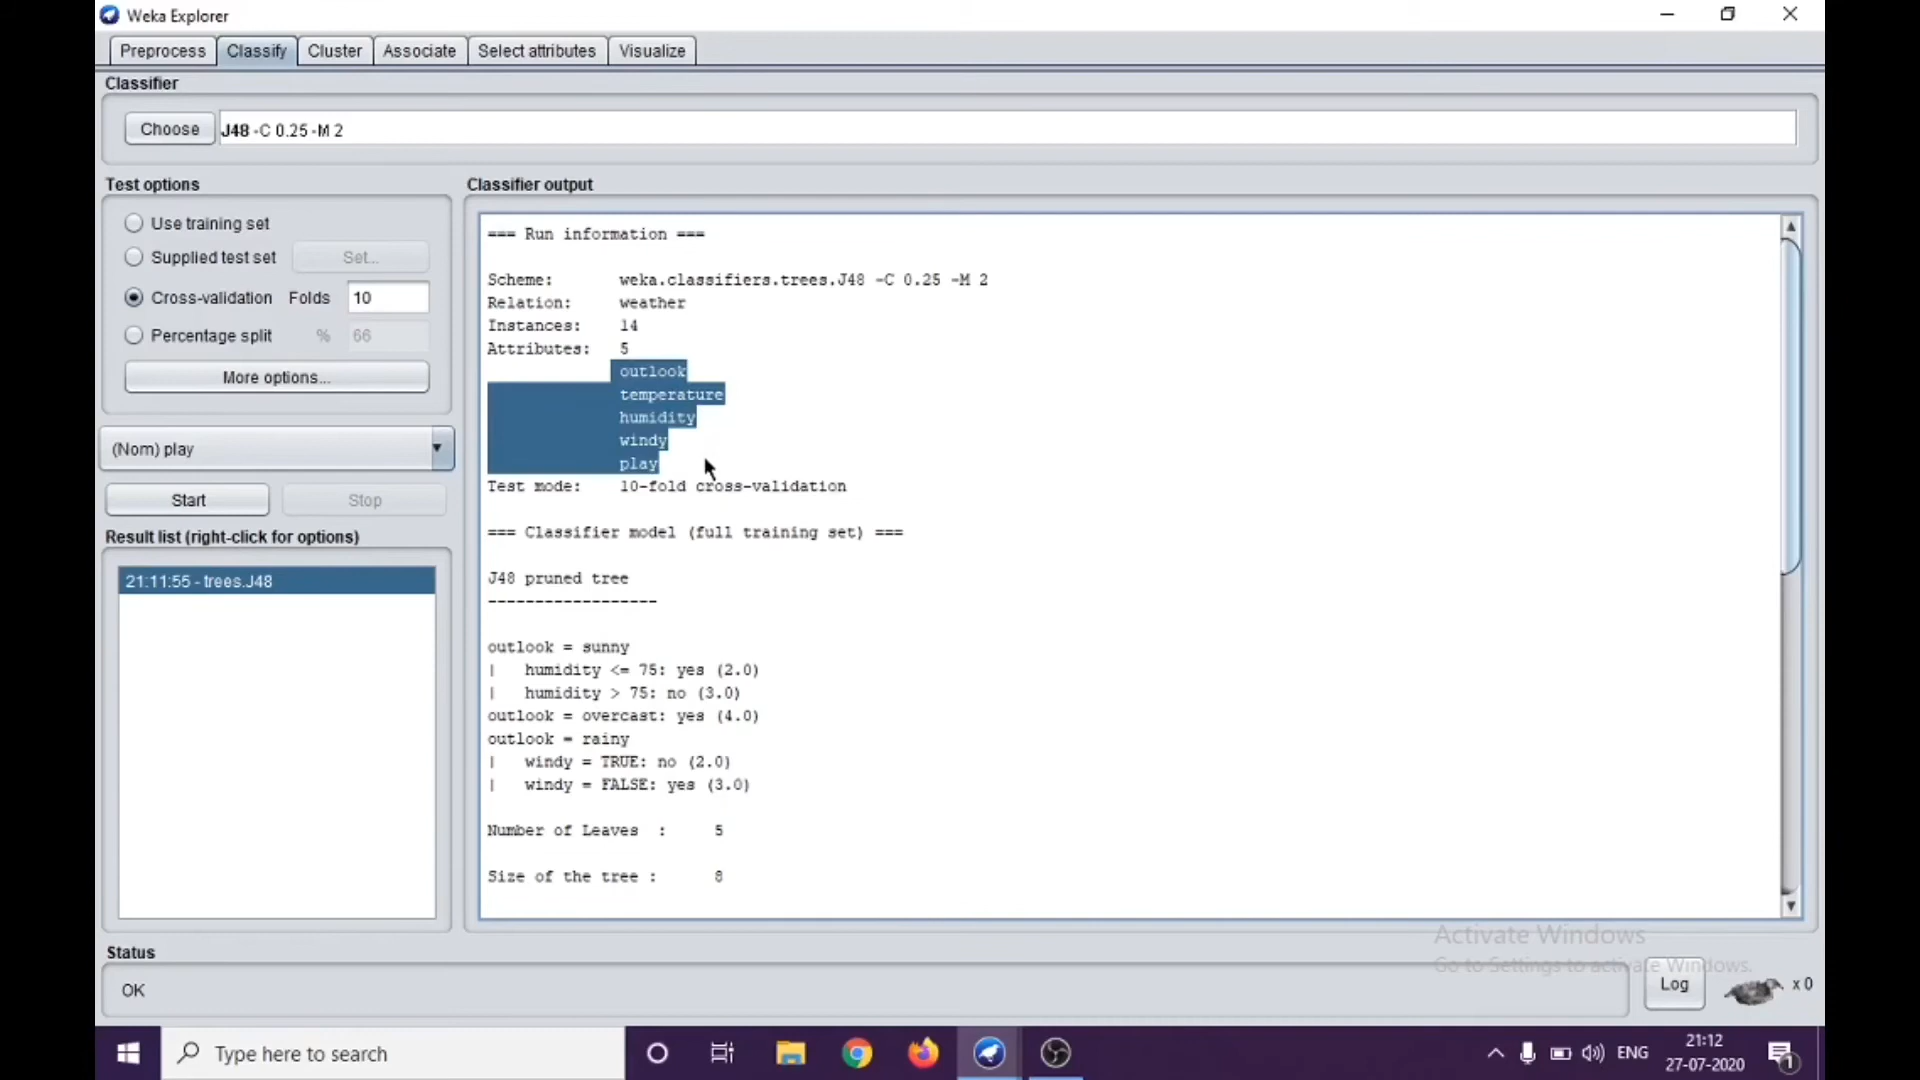 Weka Explorer
Preprocess Classify Cluster Associate Select attributes Visualize
Classifier
Choose J48 -C 0.25 -M 2
Test options
Use training set
Supplied test set Set...
Cross-validation Folds 10
Percentage split % 66
More options...
(Nom) play
Start Stop
Result list (right-click for options)
21:11:55 - trees.J48
Classifier output
=== Run information ===
Scheme: weka.classifiers.trees.J48 -C 0.25 -M 2
Relation: weather
Instances: 14
Attributes: 5
outlook
temperature
humidity
windy
play
Test mode: 10-fold cross-validation
=== Classifier model (full training set) ===
J48 pruned tree
------------------
outlook = sunny
|   humidity <= 75: yes (2.0)
|   humidity > 75: no (3.0)
outlook = overcast: yes (4.0)
outlook = rainy
|   windy = TRUE: no (2.0)
|   windy = FALSE: yes (3.0)
Number of Leaves : 5
Size of the tree : 8
Activate Windows
Go to Settings to activate Windows.
Status
OK
Log x 0
Type here to search
ENG
21:12
27-07-2020
1